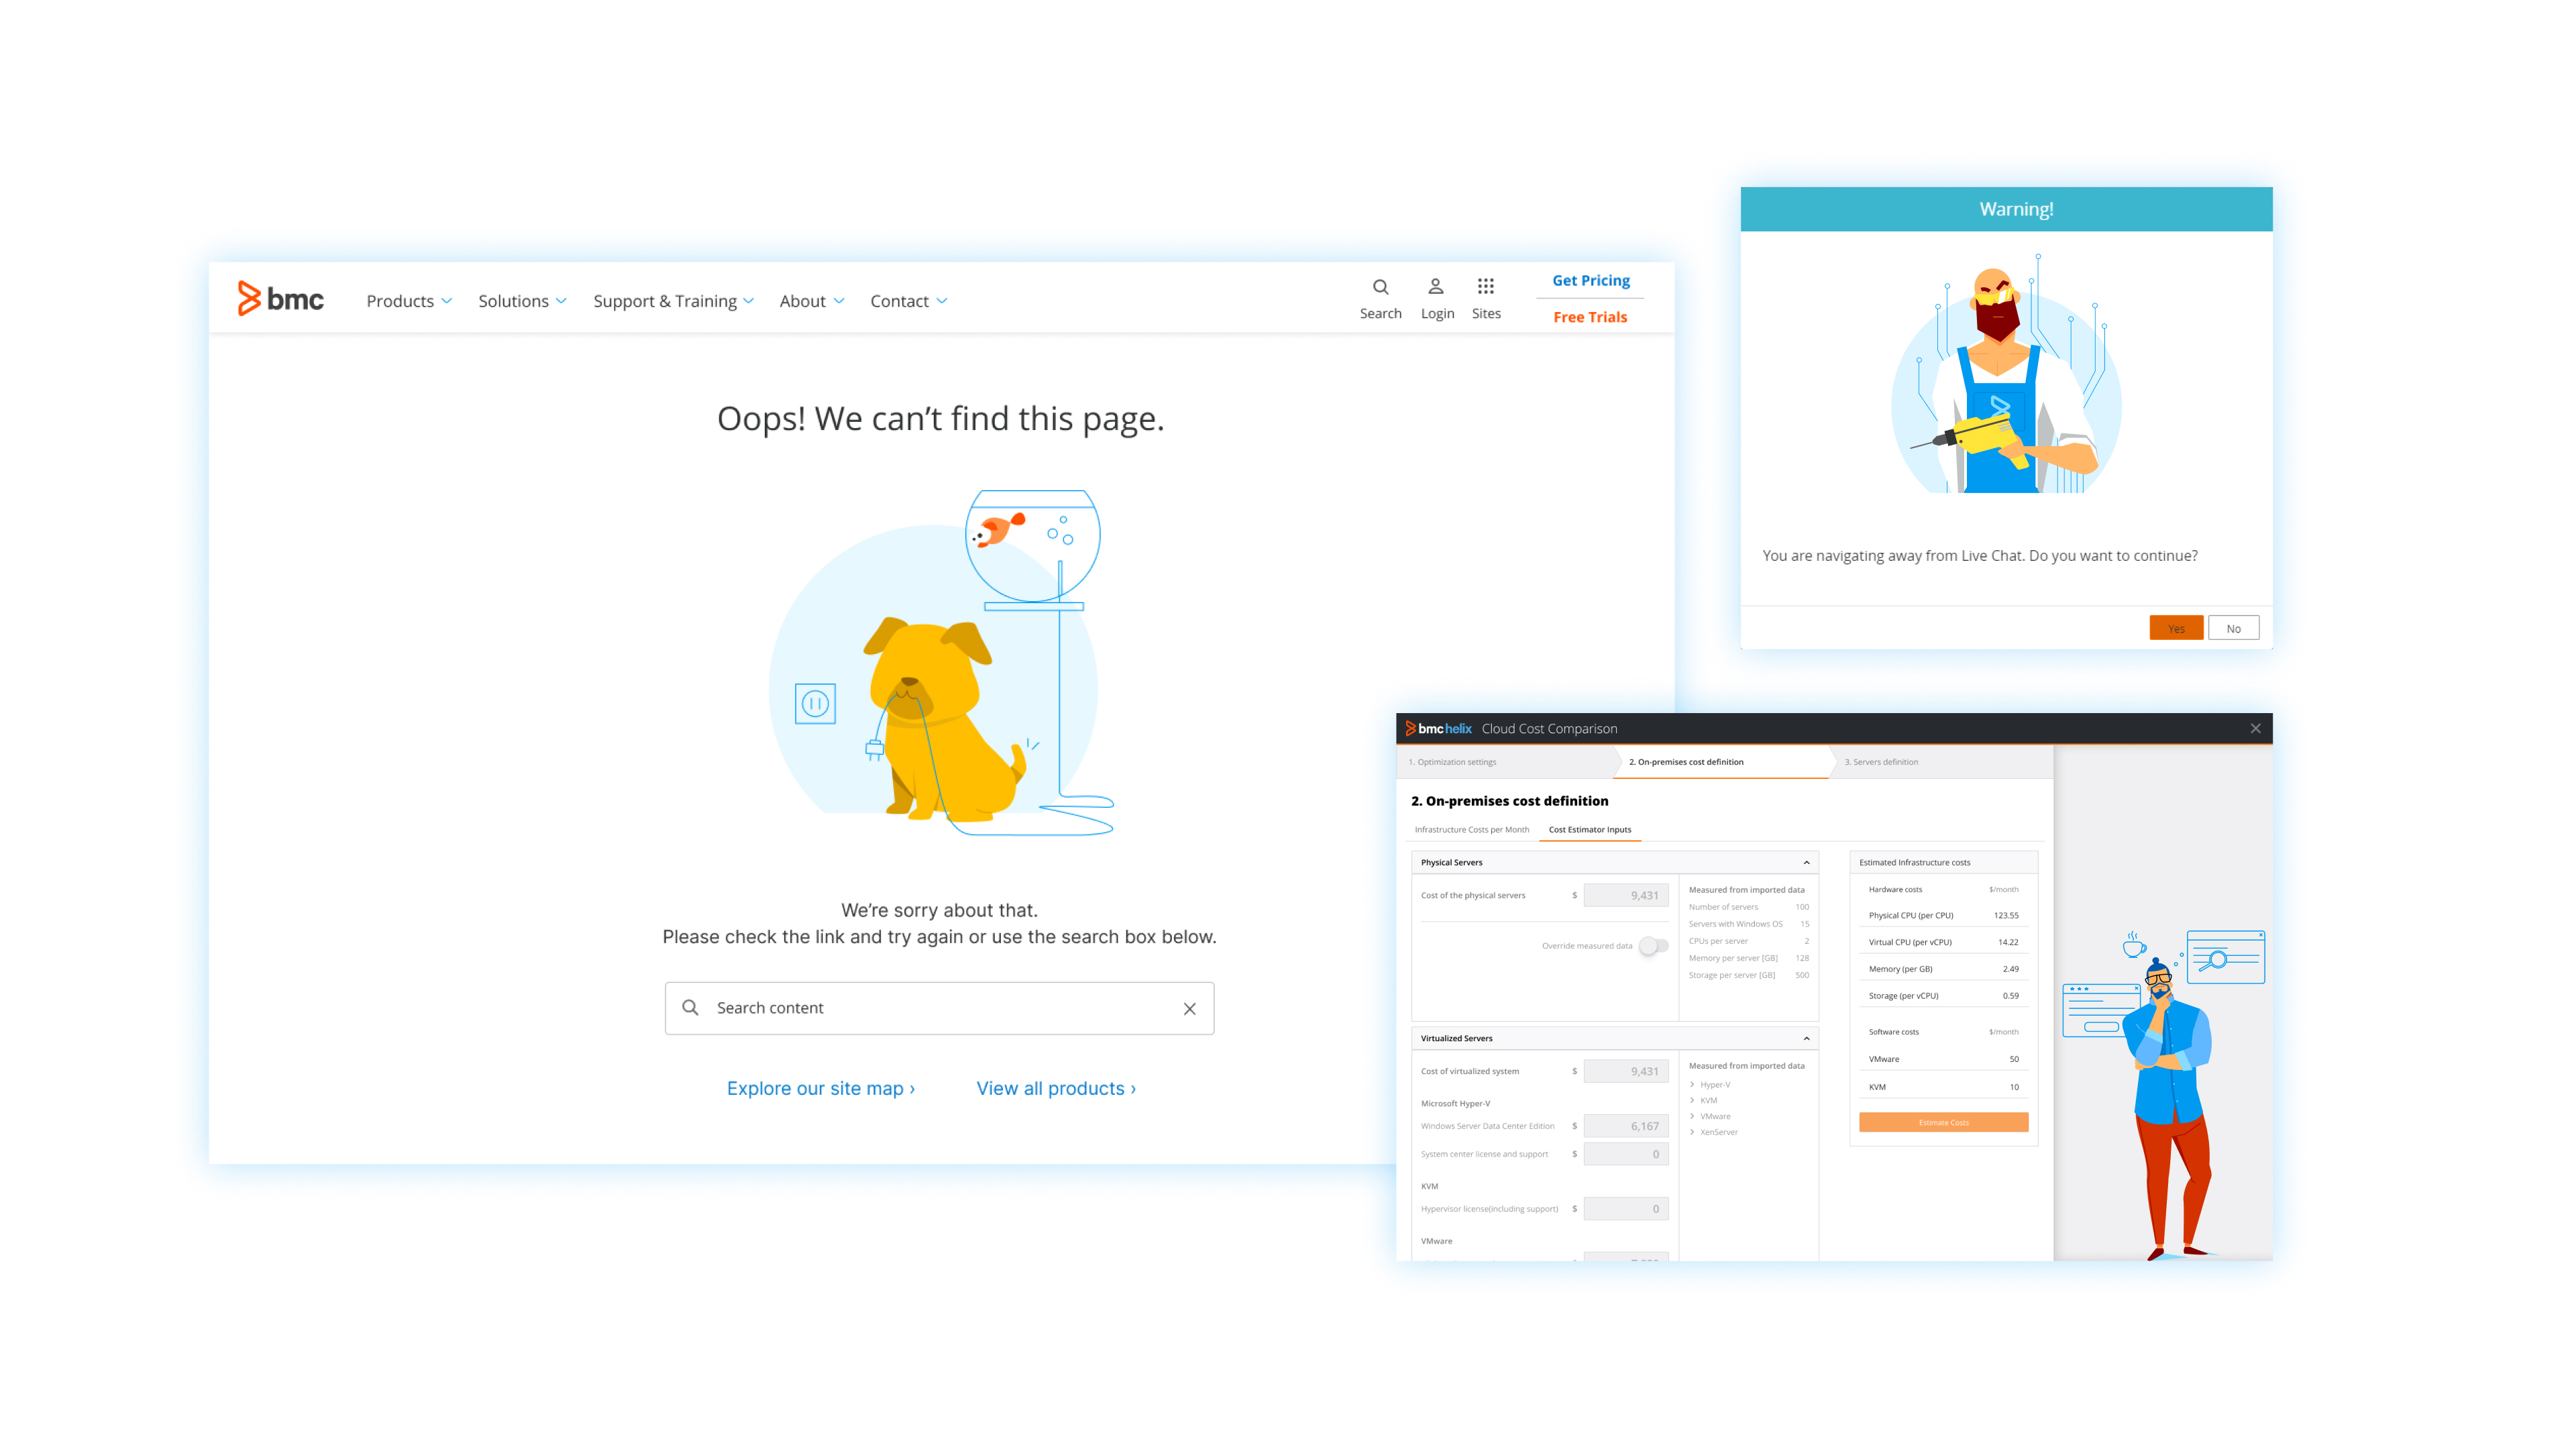 bmc
Products
Solutions
Support & Training
About
Contact
Search
Login
Sites
Get Pricing
Free Trials
Oops! We can’t find this page.
We’re sorry about that.
Please check the link and try again or use the search box below.
Search content
Explore our site map ›
View all products ›
Warning!
You are navigating away from Live Chat. Do you want to continue?
Yes
No
bmc helix Cloud Cost Comparison
1. Optimization settings
2. On-premises cost definition
3. Servers definition
2. On-premises cost definition
Infrastructure Costs per Month
Cost Estimator Inputs
Physical Servers
Cost of the physical servers $ 9,431
Override measured data
Measured from imported data
Number of servers 100
Servers with Windows OS 15
CPUs per server 2
Memory per server [GB] 128
Storage per server [GB] 500
Virtualized Servers
Cost of virtualized system $ 9,431
Microsoft Hyper-V
Windows Server Data Center Edition $ 6,167
System center license and support $ 0
KVM
Hypervisor license(including support) $ 0
VMware
Measured from imported data
Hyper-V
KVM
VMware
XenServer
Estimated Infrastructure costs
Hardware costs $/month
Physical CPU (per CPU) 123.55
Virtual CPU (per vCPU) 14.22
Memory (per GB) 2.49
Storage (per vCPU) 0.59
Software costs $/month
VMware 50
KVM 10
Estimate Costs